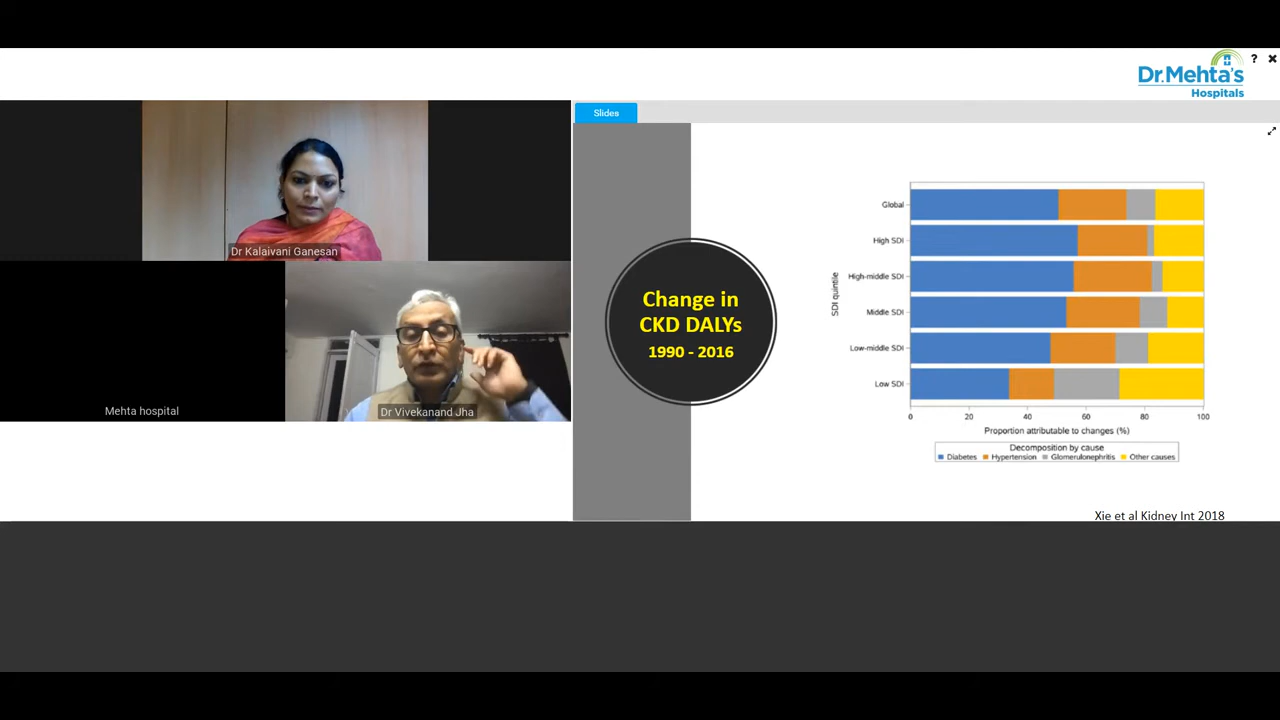 ? ✖
Dr.Mehta's
Hospitals
Dr Kalaivani Ganesan
Mehta hospital
Dr Vivekanand Jha
Slides
Change in
CKD DALYs
1990 - 2016
SDI quintile
Global
High SDI
High-middle SDI
Middle SDI
Low-middle SDI
Low SDI
0 20 40 60 80 100
Proportion attributable to changes (%)
Decomposition by cause
Diabetes Hypertension Glomerulonephritis Other causes
Xie et al Kidney Int 2018